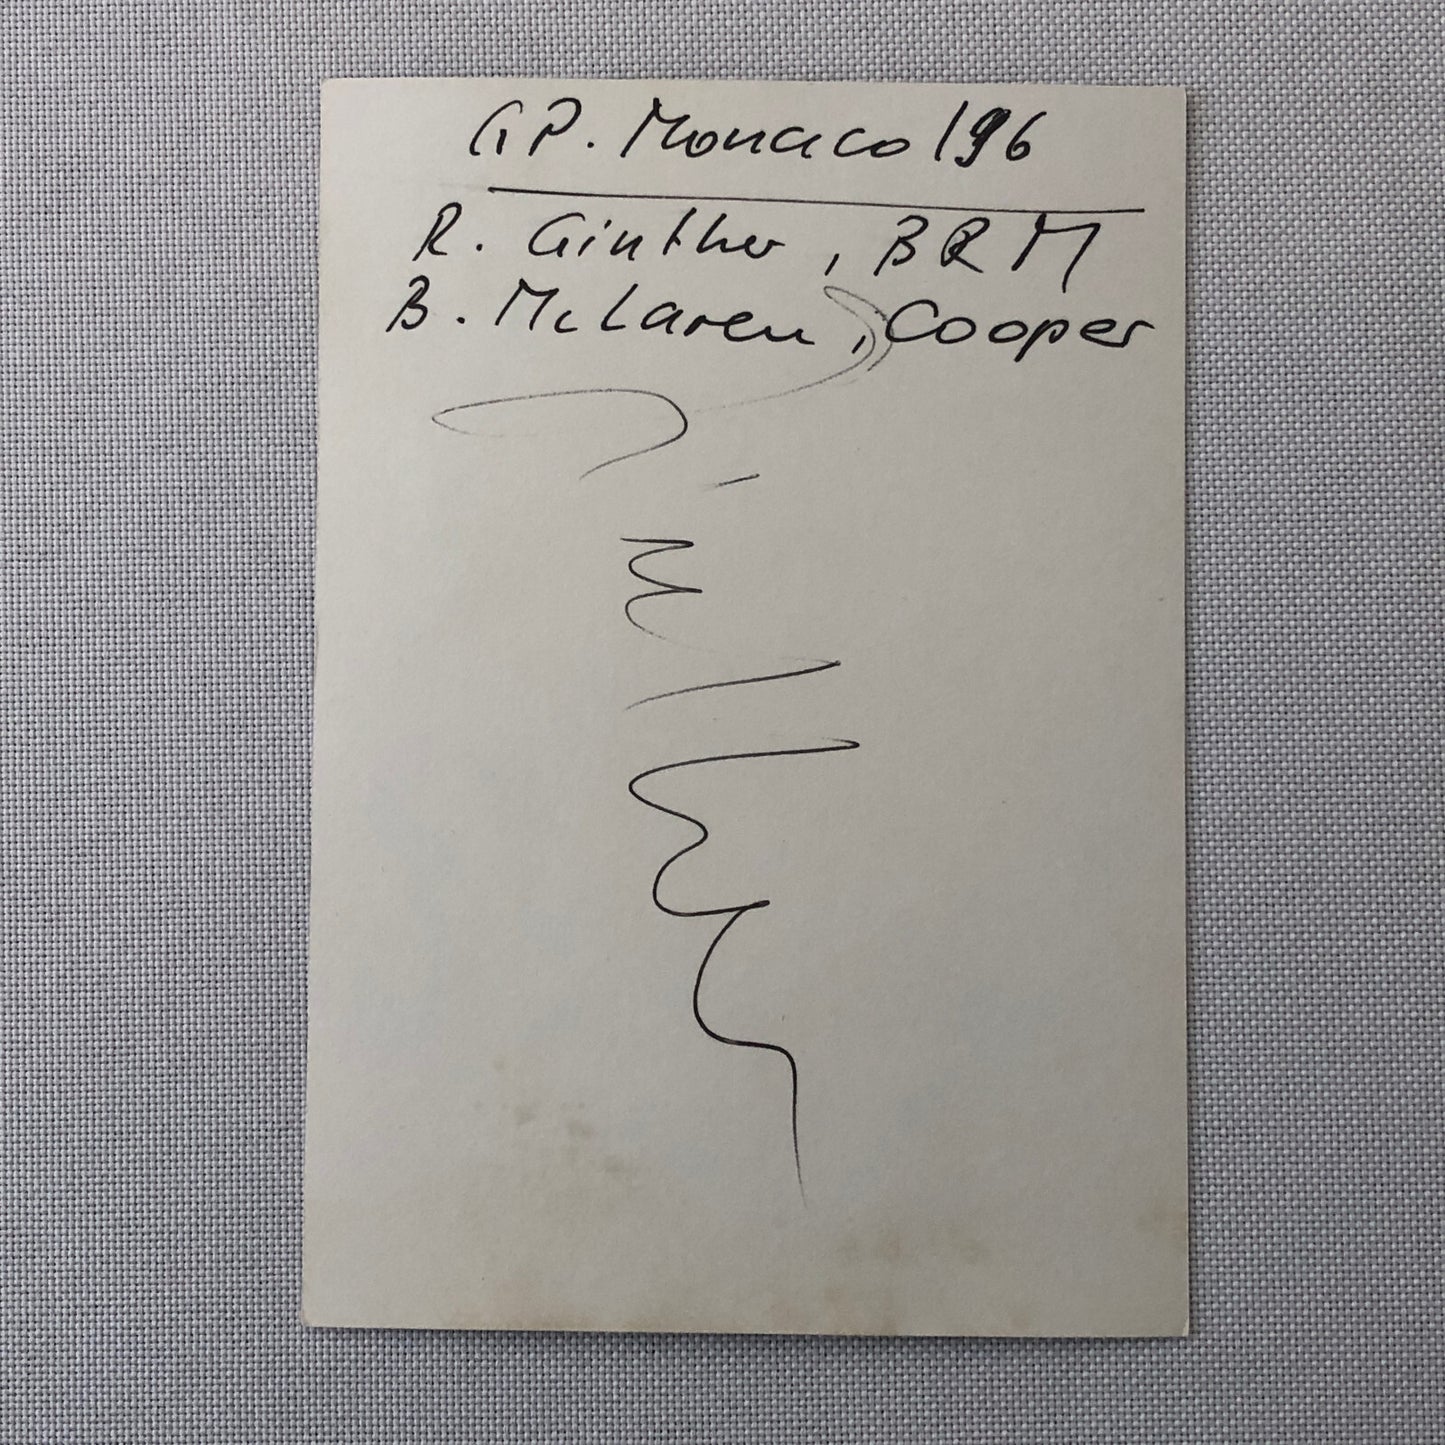 GP. Monaco 196
R. Ginther, BRM
B. McLaren, Cooper